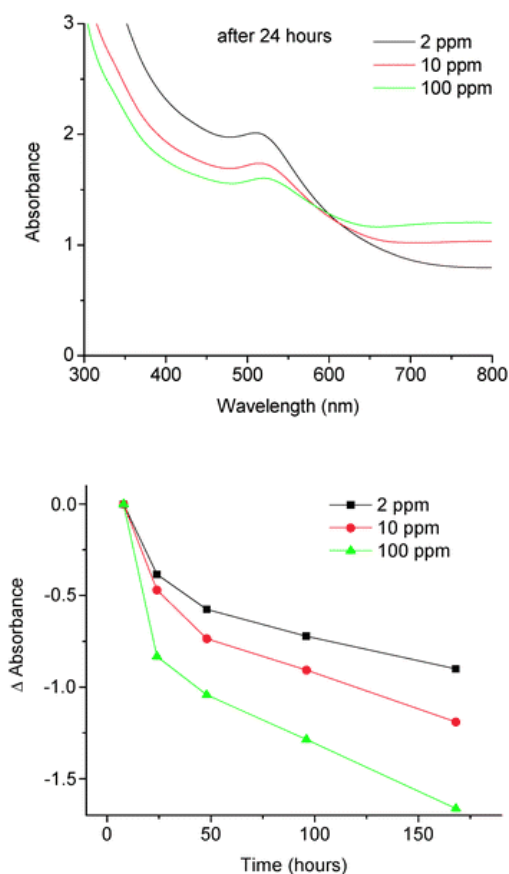 after 24 hours
2 ppm
10 ppm
100 ppm
3
2
1
0
Absorbance
300 400 500 600 700 800
Wavelength (nm)
2 ppm
10 ppm
100 ppm
0.0
-0.5
-1.0
-1.5
Δ Absorbance
0 50 100 150
Time (hours)